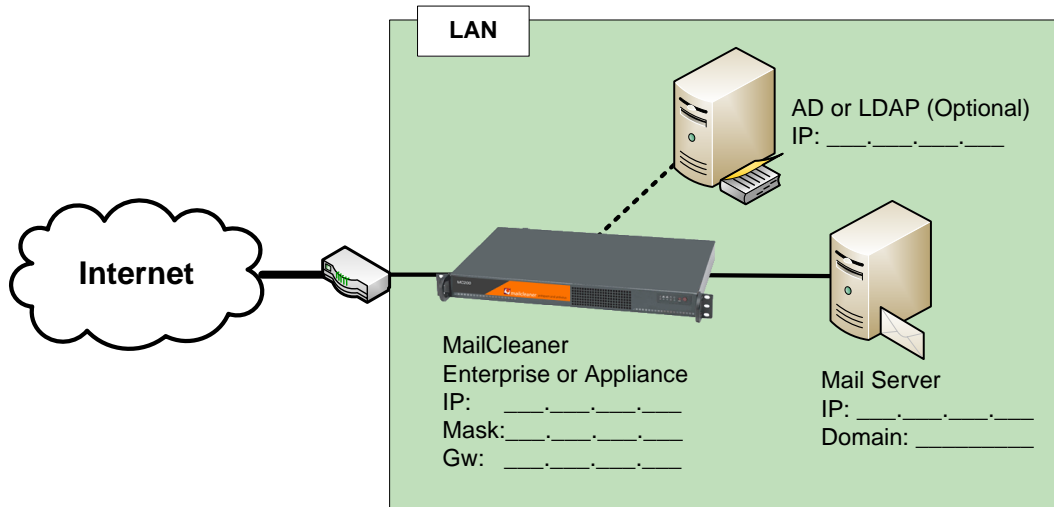 LAN
AD or LDAP (Optional)
IP: ___.___.___.___
Internet
MailCleaner
Enterprise or Appliance
IP: ___.___.___.___
Mask:___.___.___.___
Gw: ___.___.___.___
Mail Server
IP: ___.___.___.___
Domain: _________